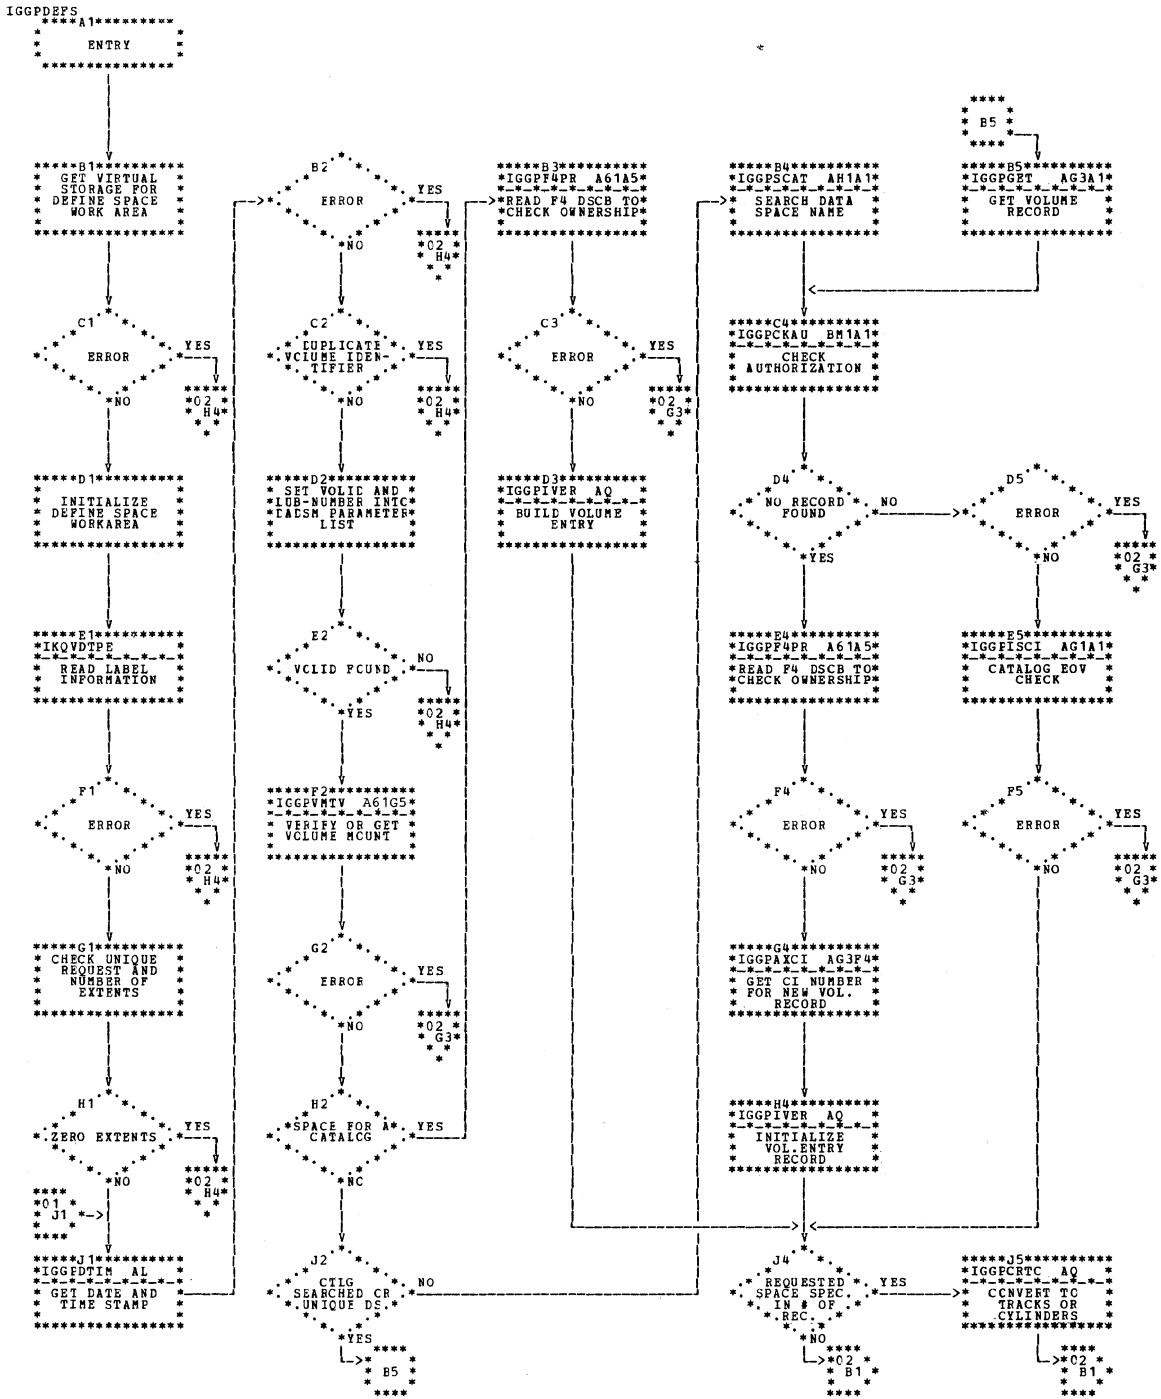 IGGPDEFS
A1
ENTRY
B1
GET VIRTUAL
STORAGE FOR
DEFINE SPACE
WORK AREA
C1
ERROR
YES
02
H4
NO
D1
INITIALIZE
DEFINE SPACE
WORKAREA
E1
IKQVDTPE
READ LABEL
INFORMATION
F1
ERROR
YES
02
H4
NO
G1
CHECK UNIQUE
REQUEST AND
NUMBER OF
EXTENTS
H1
ZERO EXTENTS
YES
02
H4
NO
01
J1
J1
IGGPDTIM AL
GET DATE AND
TIME STAMP
B2
ERROR
YES
02
H4
NO
C2
DUPLICATE
VCLUME IDEN-
TIFIER
YES
02
H4
NO
D2
SET VOLID AND
LUB-NUMBER INTC
DADSM PARAMETER
LIST
E2
VCLID FCUND
NO
02
H4
YES
F2
IGGPVMTV A61G5
VERIFY OR GET
VOLUME MCUNT
G2
ERROR
YES
02
G3
NO
H2
SPACE FOR A
CATALCG
YES
NC
J2
CTLG
SEARCHED CR
UNIQUE DS.
NO
YES
B5
B3
IGGPF4PR A61A5
READ F4 DSCB TO
CHECK OWNERSHIP
C3
ERROR
YES
02
G3
NO
D3
IGGPIVER AQ
BUILD VOLUME
ENTRY
B4
IGGPSCAT AH1A1
SEARCH DATA
SPACE NAME
C4
IGGPCKAU BM1A1
CHECK
AUTHORIZATION
D4
NO RECORD
FOUND
NO
YES
E4
IGGPF4PR A61A5
READ F4 DSCB TO
CHECK OWNERSHIP
F4
ERROR
YES
02
G3
NO
G4
IGGPAXCI AG3F4
GET CI NUMBER
FOR NEW VOL.
RECORD
H4
IGGPIVER AQ
INITIALIZE
VOL.ENTRY
RECORD
J4
REQUESTED
SPACE SPEC.
IN # OF
REC.
YES
NO
02
B1
B5
B5
IGGPGET AG3A1
GET VOLUME
RECORD
D5
ERROR
YES
02
G3
NO
E5
IGGPISCI AG1A1
CATALOG EOV
CHECK
F5
ERROR
YES
02
G3
NO
J5
IGGPCRTC AQ
CCNVERT TO
TRACKS OR
CYLINDERS
02
B1